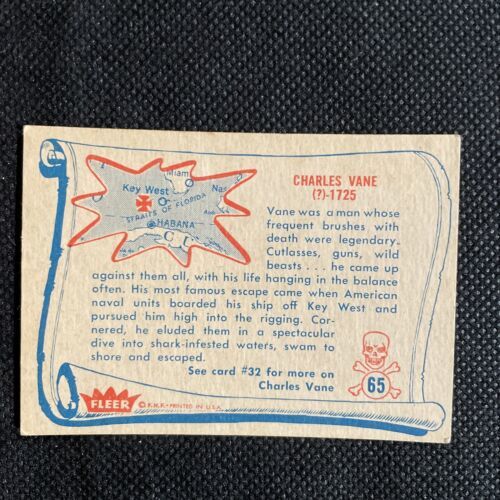 Miami
Key West
Nas
STRAITS OF FLORIDA
HABANA
C U
CHARLES VANE
(?)-1725
Vane was a man whose
frequent brushes with
death were legendary.
Cutlasses, guns, wild
beasts . . . he came up
against them all, with his life hanging in the balance
often. His most famous escape came when American
naval units boarded his ship off Key West and
pursued him high into the rigging. Cor-
nered, he eluded them in a spectacular
dive into shark-infested waters, swam to
shore and escaped.
See card #32 for more on
Charles Vane
65
FLEER
© R.K.K.-PRINTED IN U.S.A.